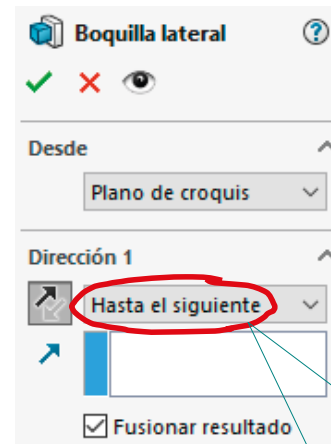 Boquilla lateral
Desde
Plano de croquis
Dirección 1
Hasta el siguiente
Fusionar resultado